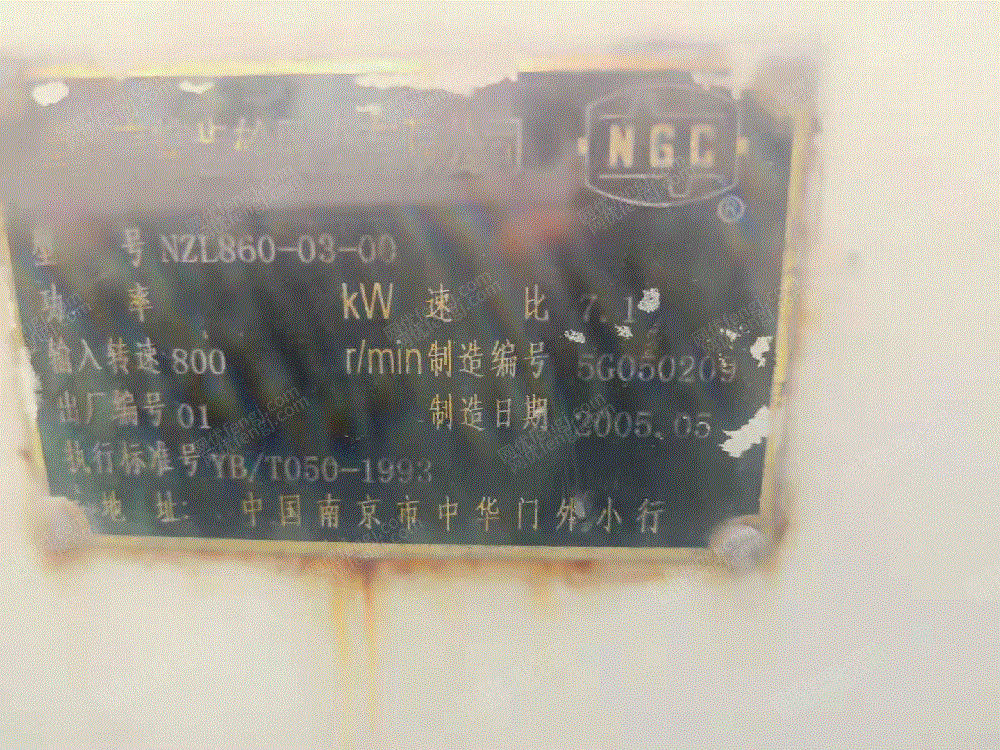 NGC
®
型 号 NZL860-03-00
功 率 kW 速 比 7.1
输入转速 800 r/min 制造编号 5G050209
出厂编号 01 制造日期 2005.05
执行标准号 YB/T050-1993
地 址: 中国南京市中华门外小行